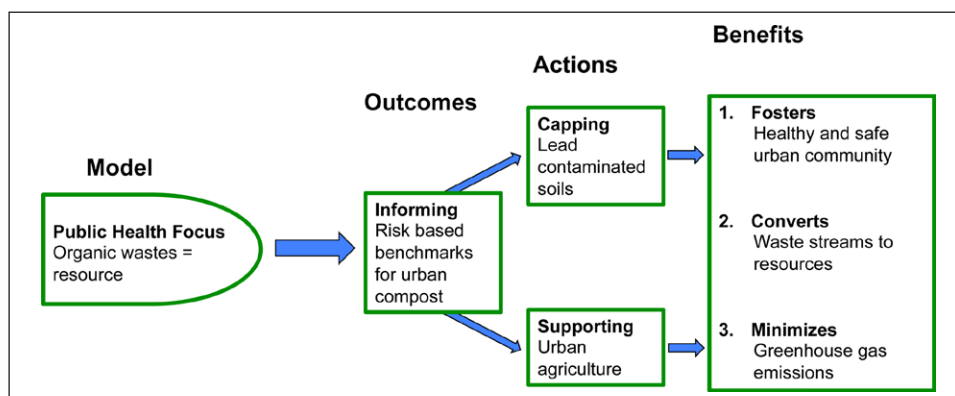 Model
Public Health Focus
Organic wastes =
resource
Outcomes
Informing
Risk based
benchmarks
for urban
compost
Actions
Capping
Lead
contaminated
soils
Supporting
Urban
agriculture
Benefits
1. Fosters
Healthy and safe
urban community
2. Converts
Waste streams to
resources
3. Minimizes
Greenhouse gas
emissions